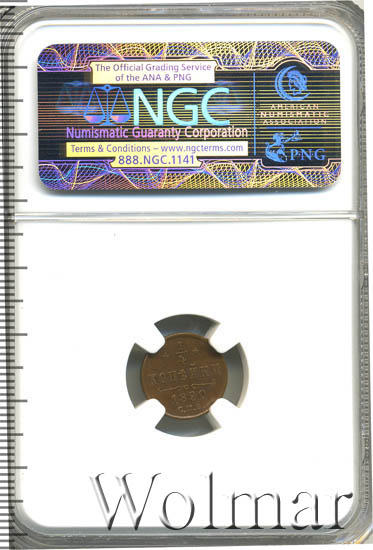 The Official Grading Service
of the ANA & PNG
NGC
Numismatic Guaranty Corporation
Terms & Conditions – www.ngcterms.com
888.NGC.1141
AMERICAN
NUMISMATIC
ASSOCIATION
PNG
КОПѢЙКИ
Wolmar